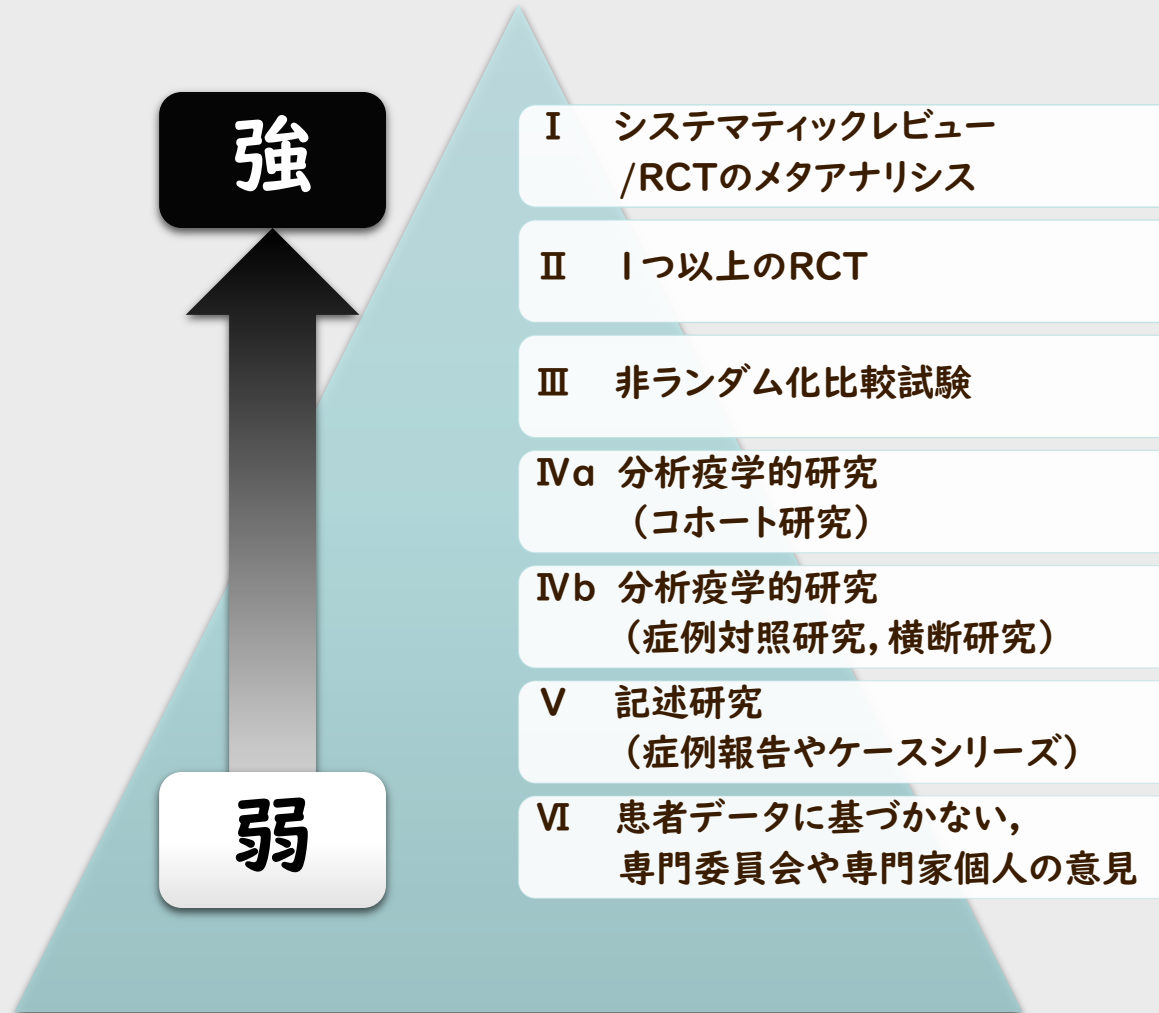 強
Ⅰ システマティックレビュー
/RCTのメタアナリシス
Ⅱ 1つ以上のRCT
Ⅲ 非ランダム化比較試験
Ⅳa 分析疫学的研究
(コホート研究)
Ⅳb 分析疫学的研究
(症例対照研究,横断研究)
Ⅴ 記述研究
(症例報告やケースシリーズ)
弱
Ⅵ 患者データに基づかない,
専門委員会や専門家個人の意見